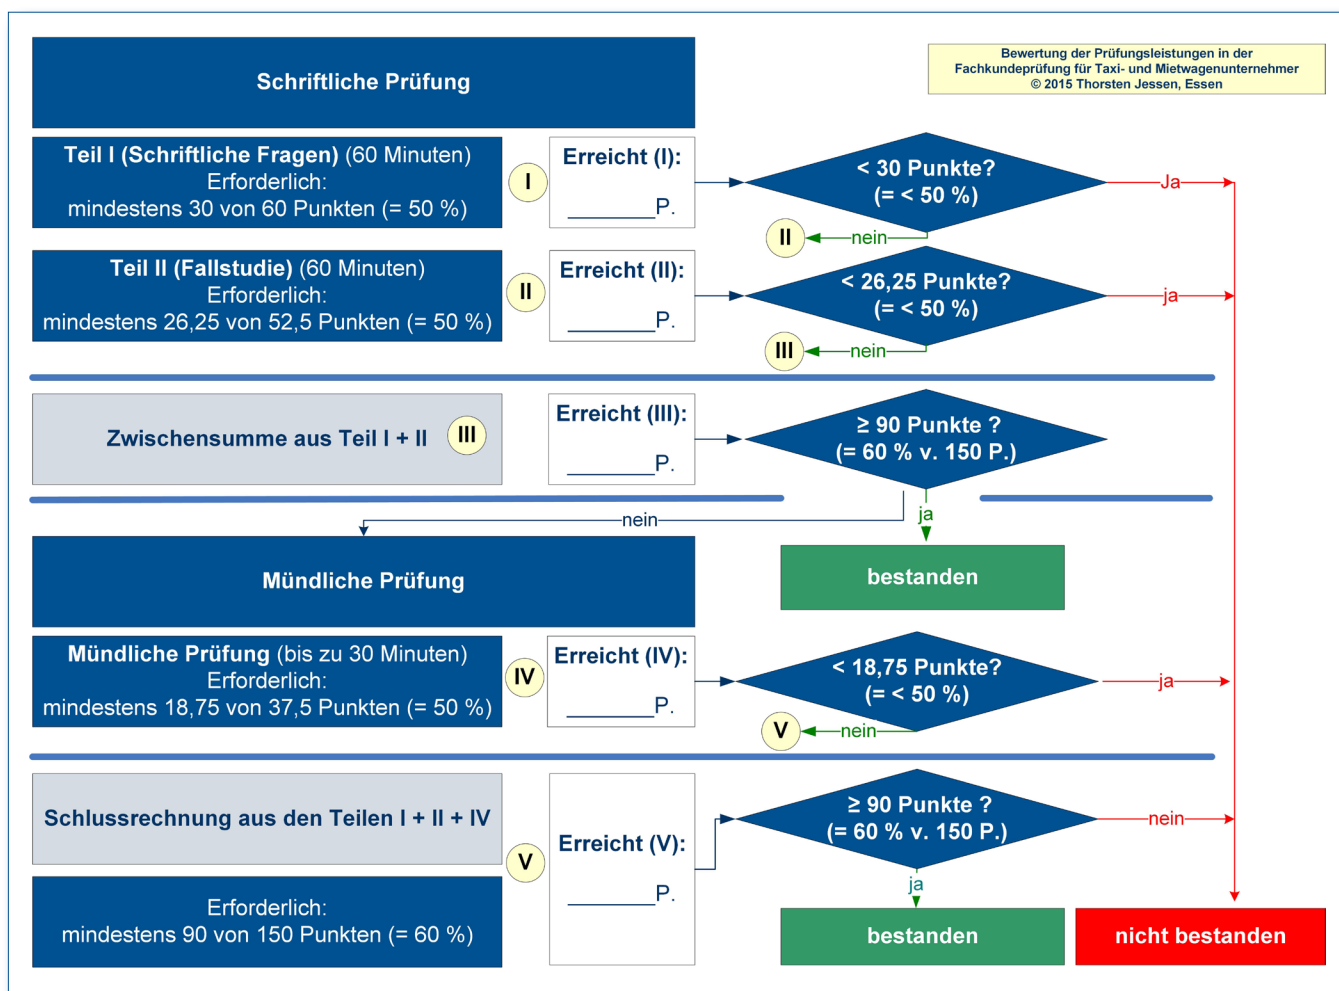 Bewertung der Prüfungsleistungen in der
Fachkundeprüfung für Taxi- und Mietwagenunternehmer
© 2015 Thorsten Jessen, Essen
Schriftliche Prüfung
Teil I (Schriftliche Fragen) (60 Minuten)
Erforderlich:
mindestens 30 von 60 Punkten (= 50 %)
I
Erreicht (I):
_______P.
< 30 Punkte?
(= < 50 %)
Ja
II
nein
Teil II (Fallstudie) (60 Minuten)
Erforderlich:
mindestens 26,25 von 52,5 Punkten (= 50 %)
II
Erreicht (II):
_______P.
< 26,25 Punkte?
(= < 50 %)
ja
III
nein
Zwischensumme aus Teil I + II
III
Erreicht (III):
_______P.
≥ 90 Punkte ?
(= 60 % v. 150 P.)
nein
ja
Mündliche Prüfung
bestanden
Mündliche Prüfung (bis zu 30 Minuten)
Erforderlich:
mindestens 18,75 von 37,5 Punkten (= 50 %)
IV
Erreicht (IV):
_______P.
< 18,75 Punkte?
(= < 50 %)
ja
V
nein
Schlussrechnung aus den Teilen I + II + IV
Erforderlich:
mindestens 90 von 150 Punkten (= 60 %)
V
Erreicht (V):
_______P.
≥ 90 Punkte ?
(= 60 % v. 150 P.)
nein
ja
bestanden
nicht bestanden